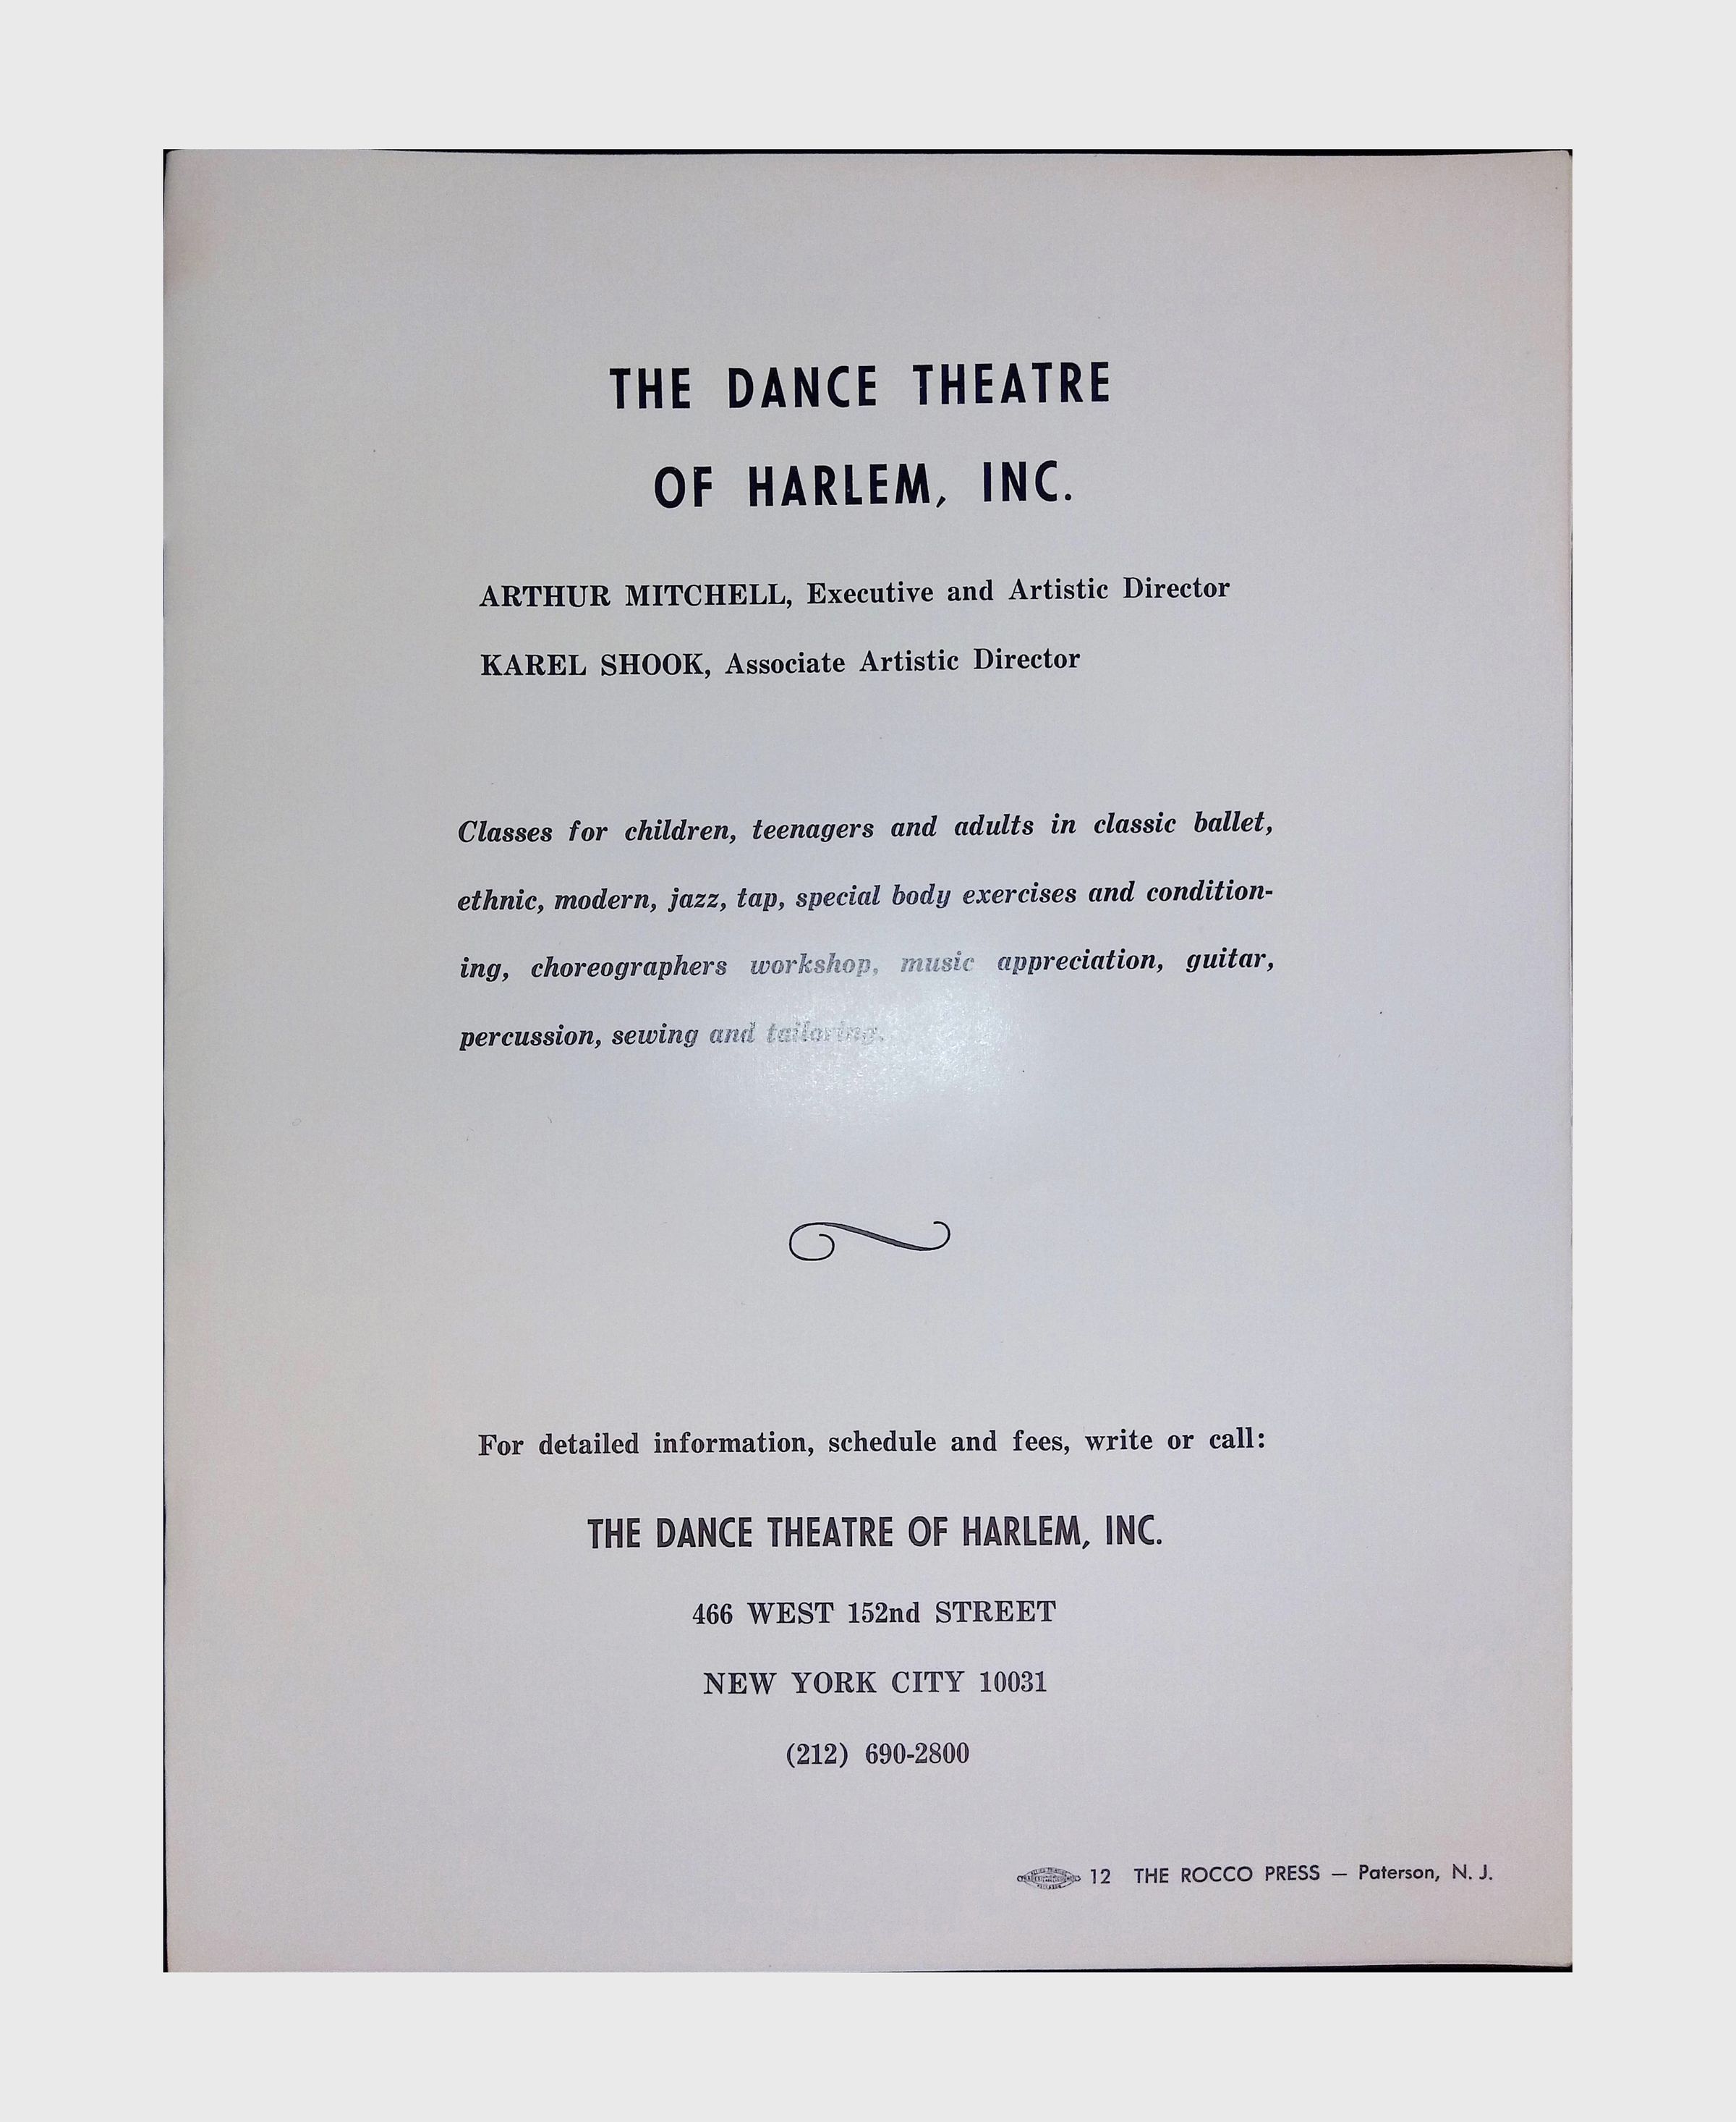 THE DANCE THEATRE
OF HARLEM, INC.
ARTHUR MITCHELL, Executive and Artistic Director
KAREL SHOOK, Associate Artistic Director
Classes for children, teenagers and adults in classic ballet,
ethnic, modern, jazz, tap, special body exercises and condition-
ing, choreographers workshop, music appreciation, guitar,
percussion, sewing and tailoring.
For detailed information, schedule and fees, write or call:
THE DANCE THEATRE OF HARLEM, INC.
466 WEST 152nd STREET
NEW YORK CITY 10031
(212) 690-2800
12 THE ROCCO PRESS — Paterson, N. J.